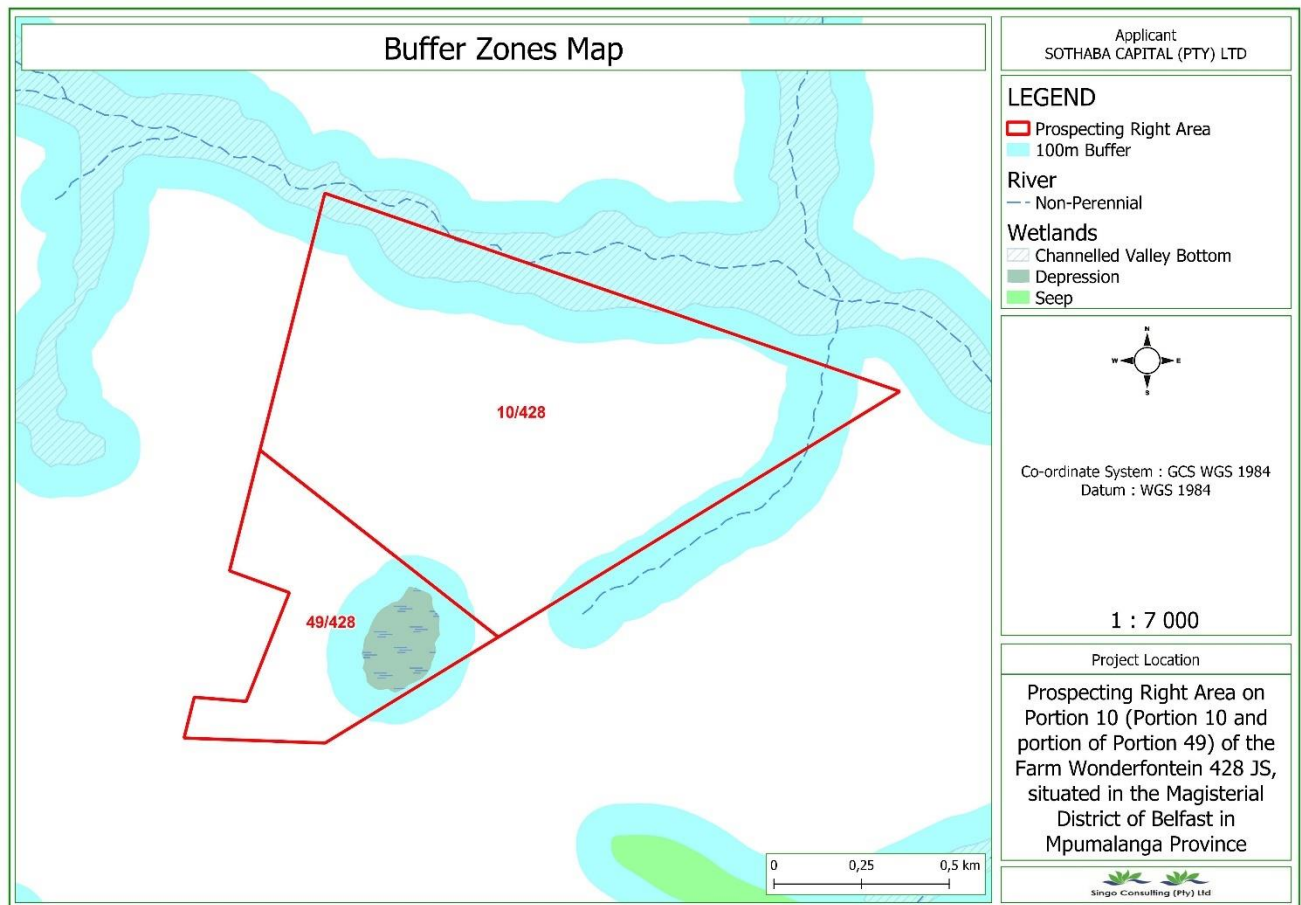 Buffer Zones Map
10/428
49/428
0 0,25 0,5 km
Applicant
SOTHABA CAPITAL (PTY) LTD
LEGEND
Prospecting Right Area
100m Buffer
River
Non-Perennial
Wetlands
Channelled Valley Bottom
Depression
Seep
N
W E
S
Co-ordinate System : GCS WGS 1984
Datum : WGS 1984
1 : 7 000
Project Location
Prospecting Right Area on
Portion 10 (Portion 10 and
portion of Portion 49) of the
Farm Wonderfontein 428 JS,
situated in the Magisterial
District of Belfast in
Mpumalanga Province
Singo Consulting (Pty) Ltd